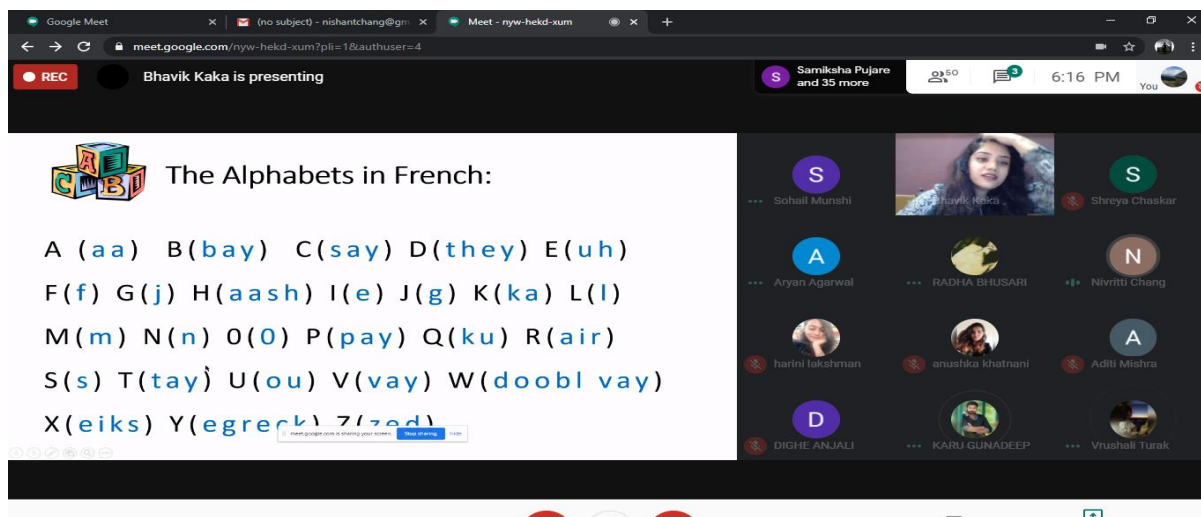 Google Meet
(no subject) - nishantchang@gm
Meet - nyw-hekd-xum
meet.google.com/nyw-hekd-xum?pli=1&authuser=4
REC
Bhavik Kaka is presenting
S
Samiksha Pujare
and 35 more
50
3
6:16 PM
You
The Alphabets in French:
A (aa) B(bay) C(say) D(they) E(uh)
F(f) G(j) H(aash) I(e) J(g) K(ka) L(l)
M(m) N(n) 0(0) P(pay) Q(ku) R(air)
S(s) T(tay) U(ou) V(vay) W(doobl vay)
X(eiks) Y(egreck) Z(zed)
meet.google.com is sharing your screen. Stop sharing Hide
S
Sohail Munshi
Bhavik Kaka
S
Shreya Chaskar
A
Aryan Agarwal
RADHA BHUSARI
N
Nivritti Chang
harini lakshman
anushka khatnani
A
Aditi Mishra
D
DIGHE ANJALI
KARU GUNADEEP
Vrushali Turak